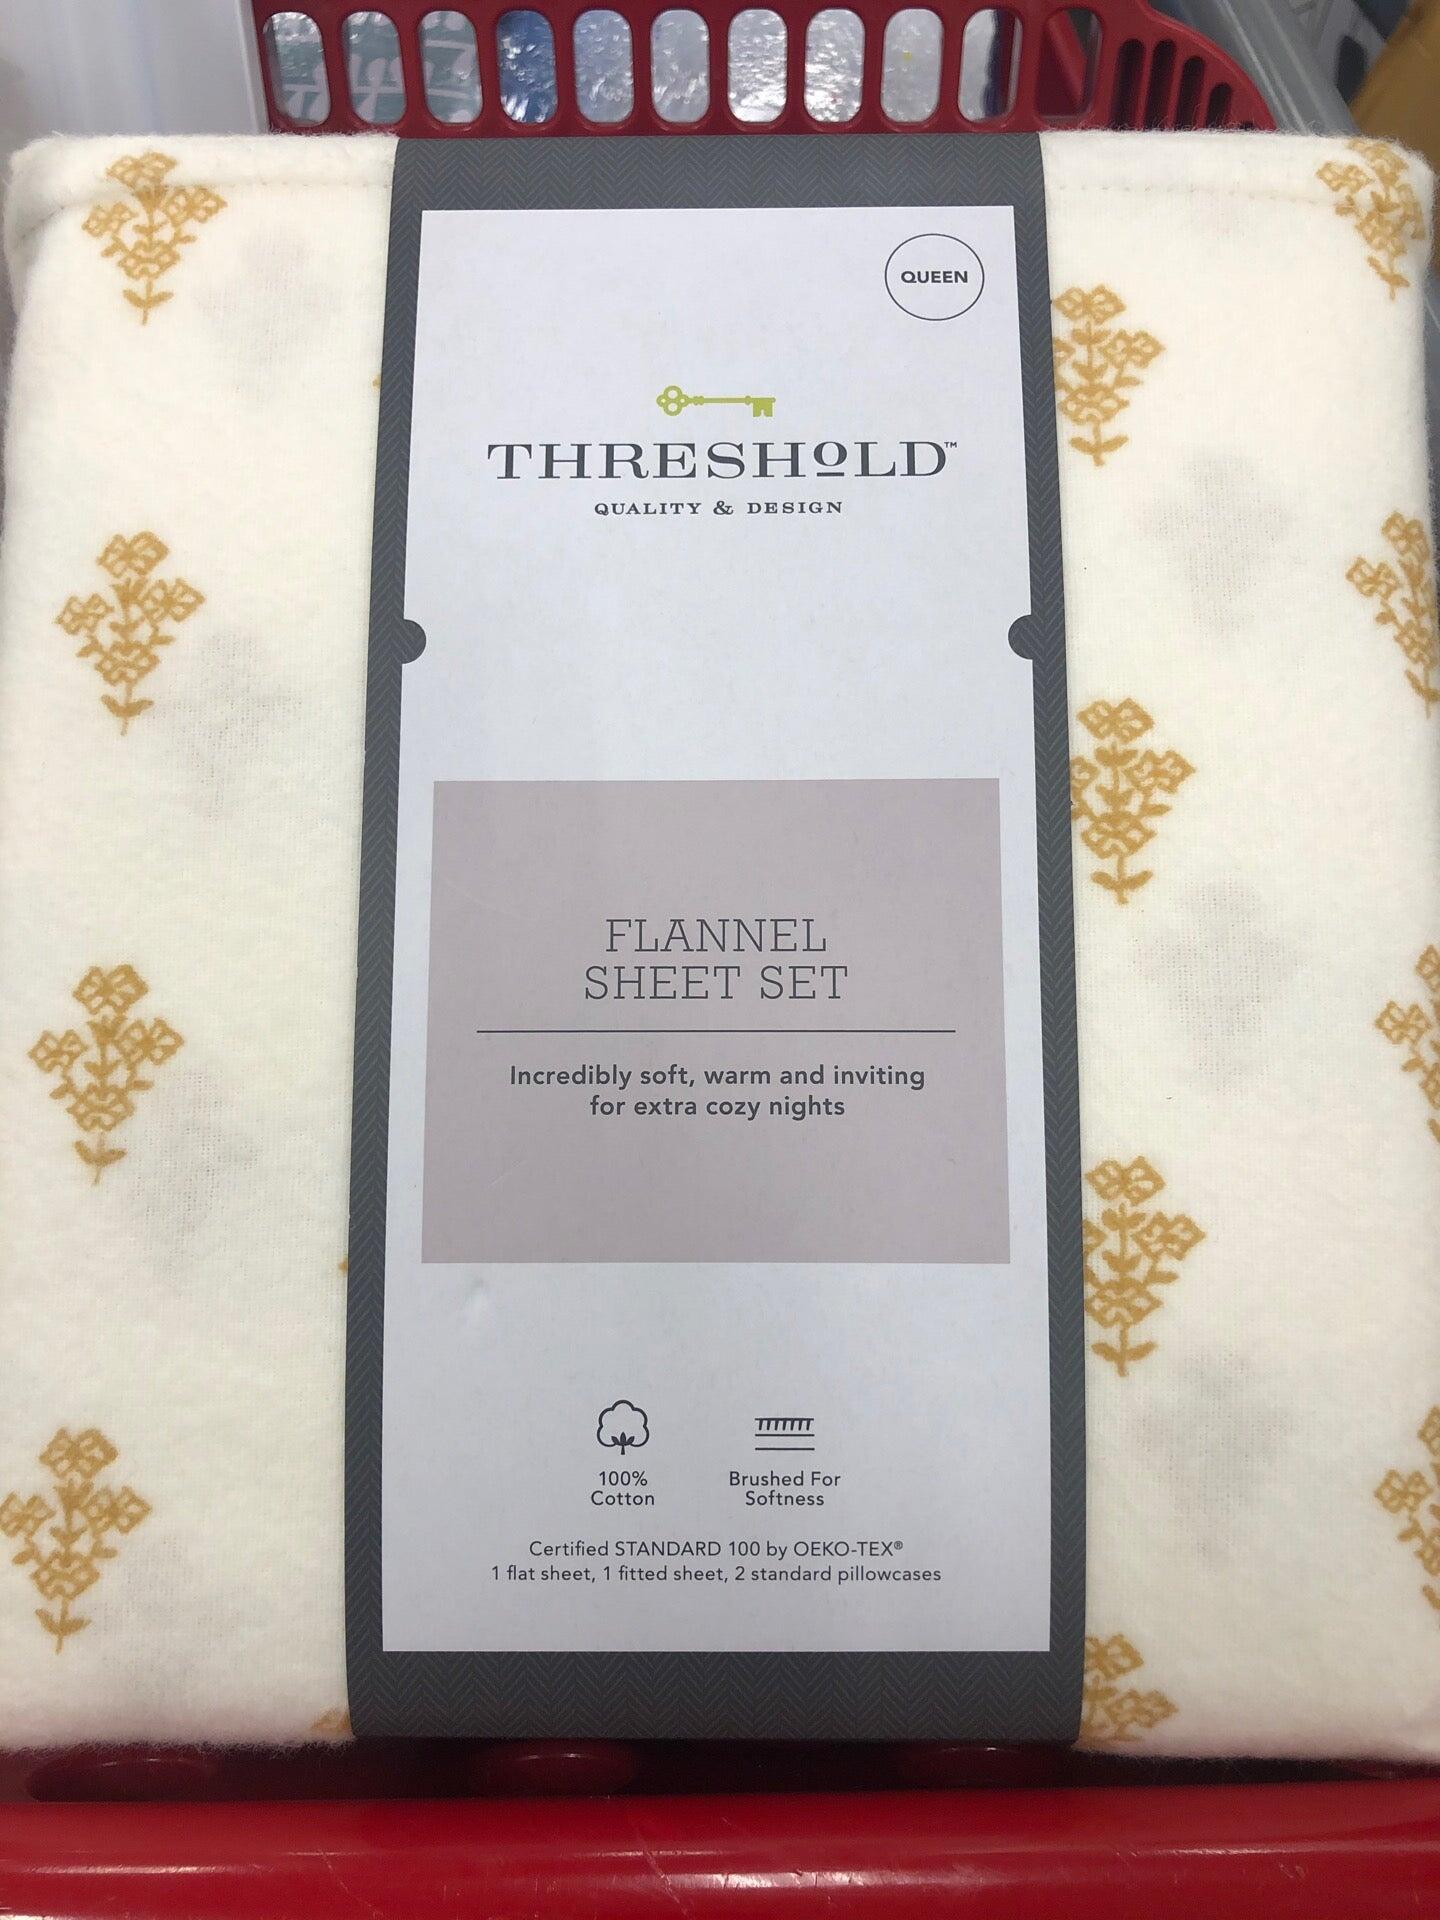 QUEEN
THRESHOLD™
QUALITY & DESIGN
FLANNEL
SHEET SET
Incredibly soft, warm and inviting
for extra cozy nights
100%
Cotton
Brushed For
Softness
Certified STANDARD 100 by OEKO-TEX®
1 flat sheet, 1 fitted sheet, 2 standard pillowcases